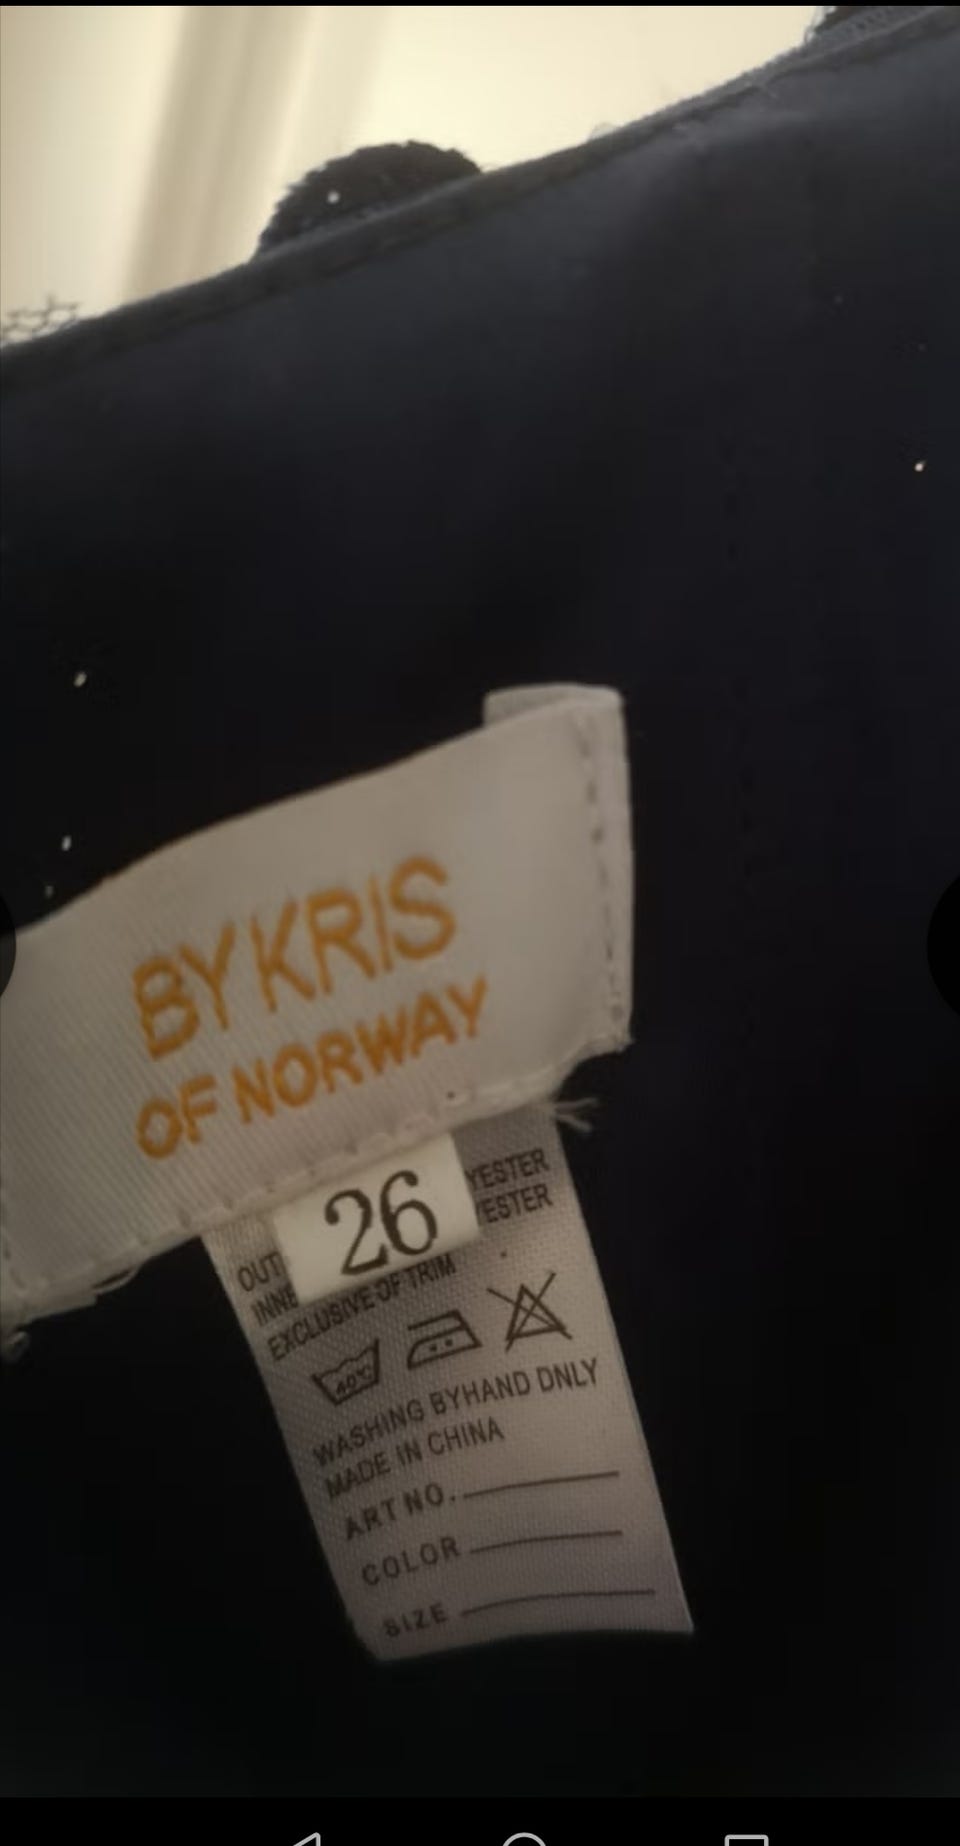 BY KRIS
OF NORWAY
26
YESTER
YESTER
OUT
INNE
EXCLUSIVE OF TRIM
40°C
WASHING BYHAND DNLY
MADE IN CHINA
ART NO.
COLOR
SIZE